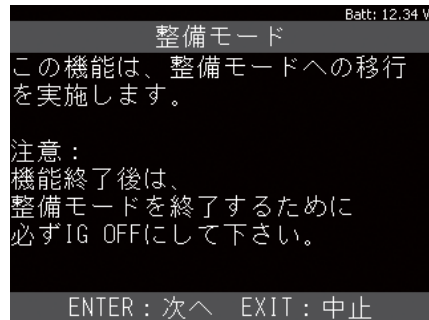 Batt: 12.34 V
整備モード
この機能は、整備モードへの移行
を実施します。
注意：
機能終了後は、
整備モードを終了するために
必ずIG OFFにして下さい。
ENTER：次へ EXIT：中止